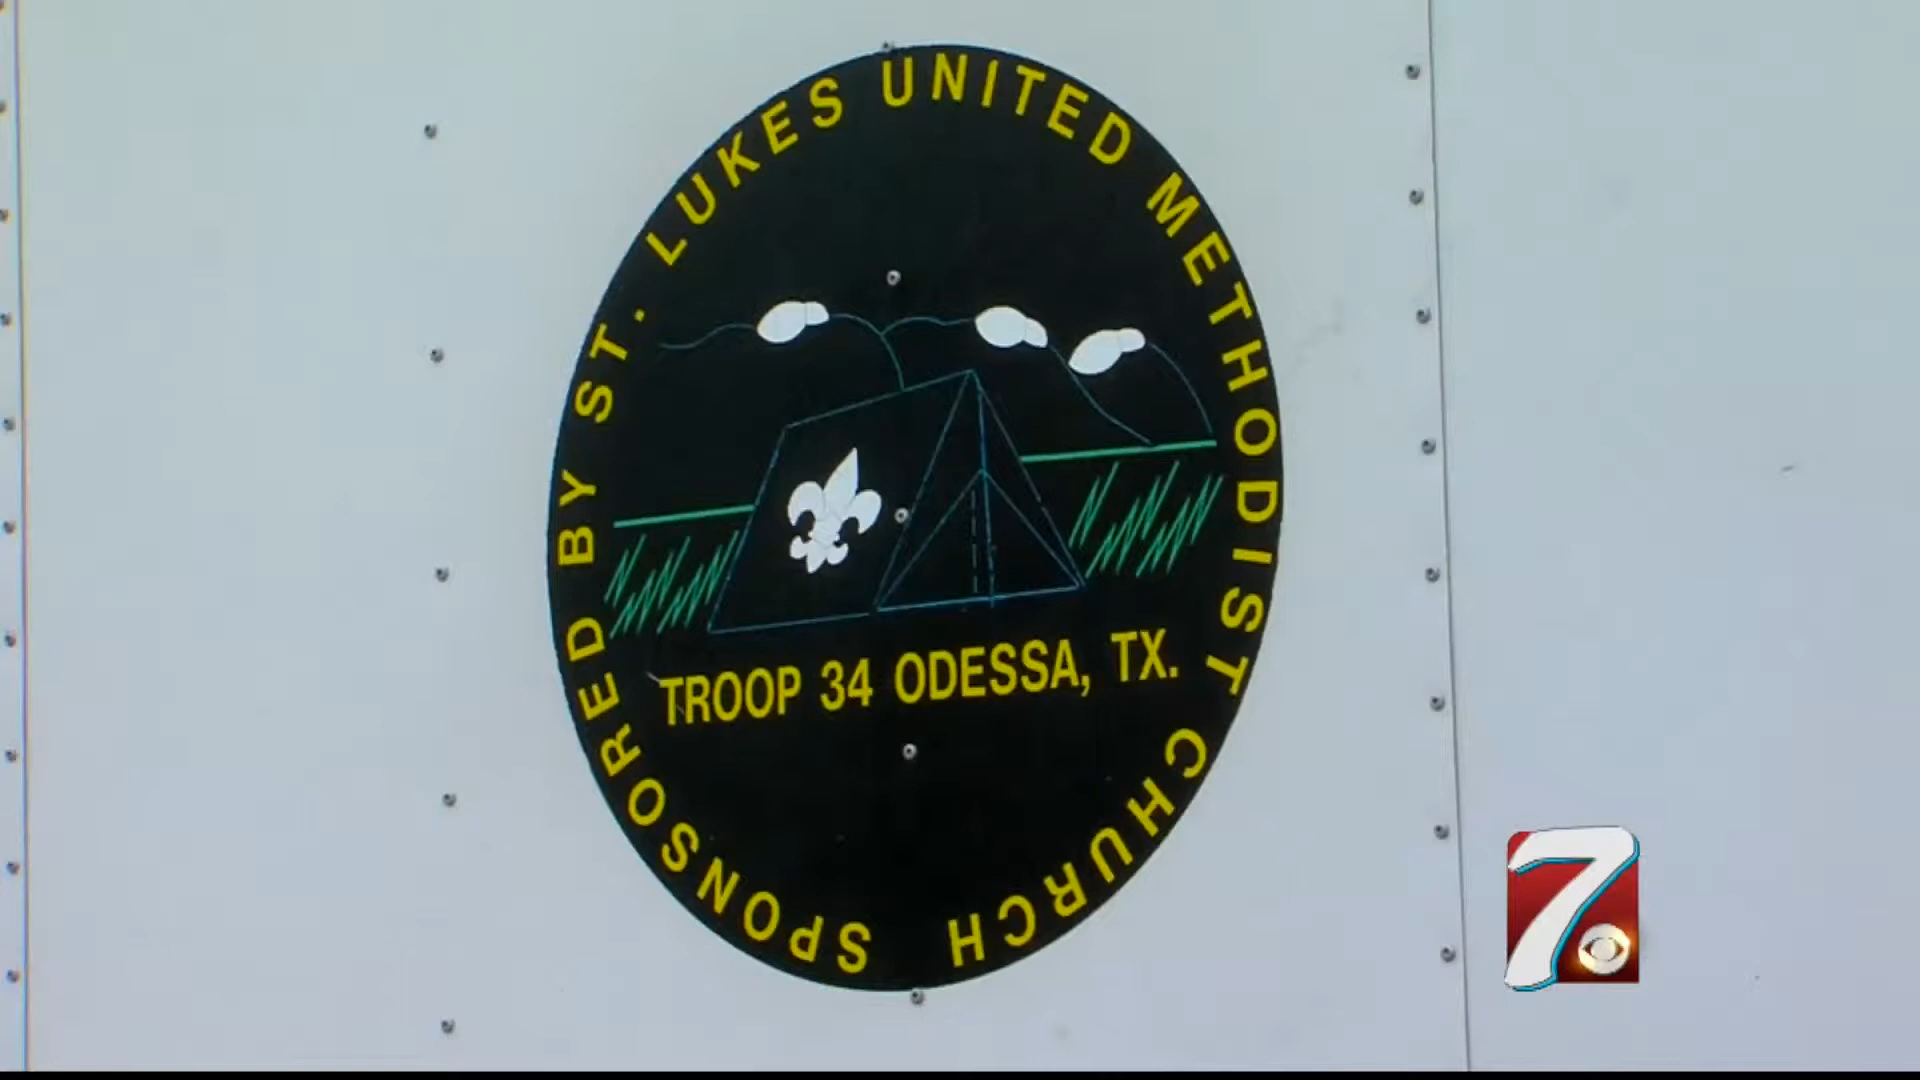 SPONSORED BY ST. LUKES UNITED METHODIST CHURCH
TROOP 34 ODESSA, TX.
7